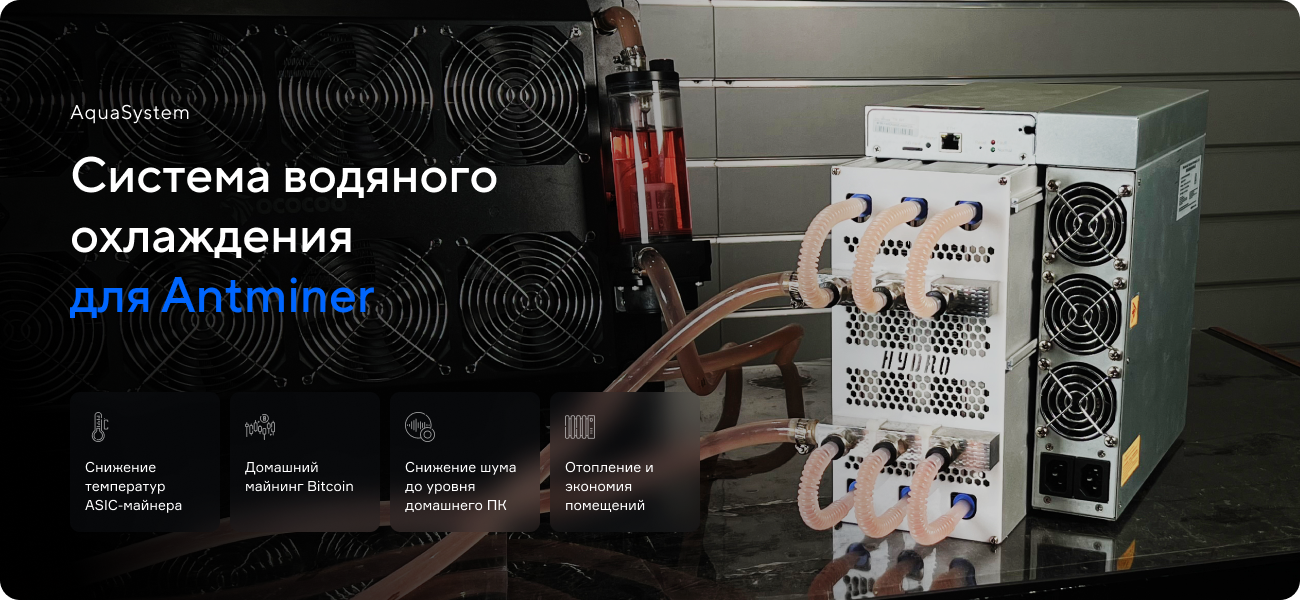 AquaSystem
Система водяного
охлаждения
для Antminer
Снижение
температур
ASIC-майнера
Домашний
майнинг Bitcoin
Снижение шума
до уровня
домашнего ПК
Отопление и
экономия
помещений
HYDRO